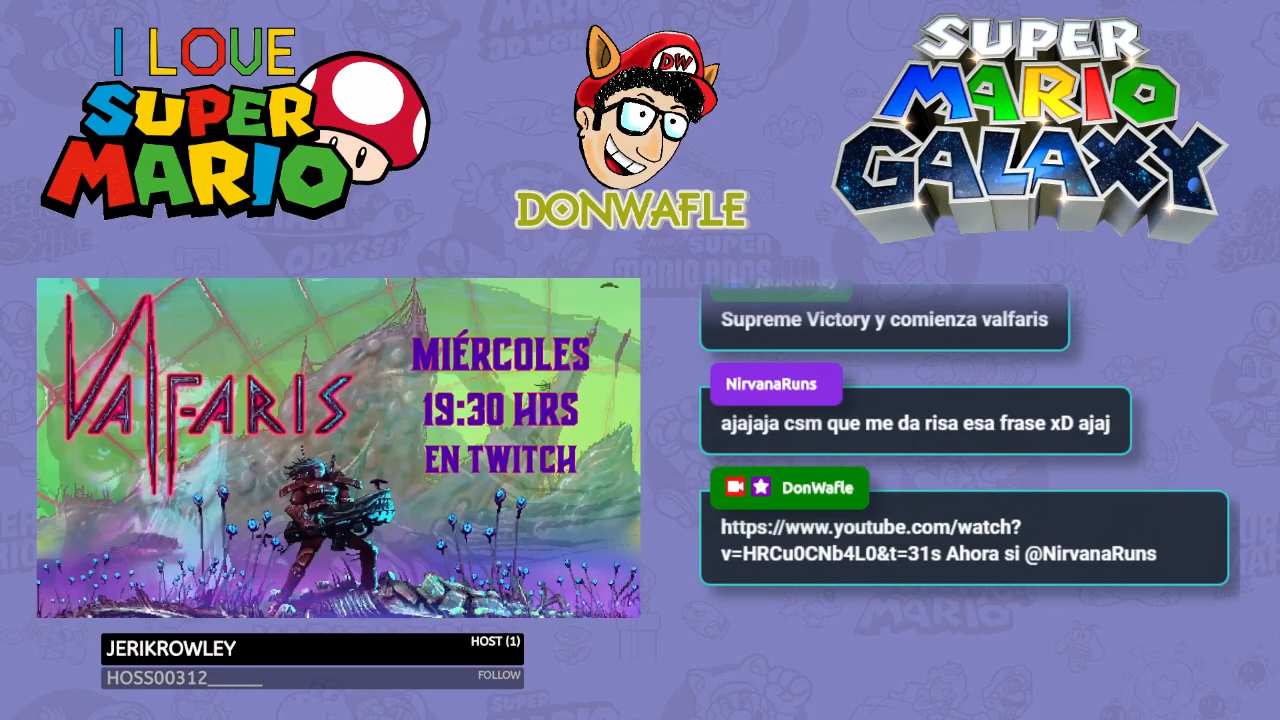 I LOVE
SUPER
MARIO
DW
DONWAFLE
SUPER
MARIO
GALAXY
VALFARIS
MIÉRCOLES
19:30 HRS
EN TWITCH
JERIKROWLEY
HOST (1)
HOSS00312_____
FOLLOW
Supreme Victory y comienza valfaris
NirvanaRuns
ajajaja csm que me da risa esa frase xD ajaj
DonWafle
https://www.youtube.com/watch?
v=HRCu0CNb4L0&t=31s Ahora si @NirvanaRuns